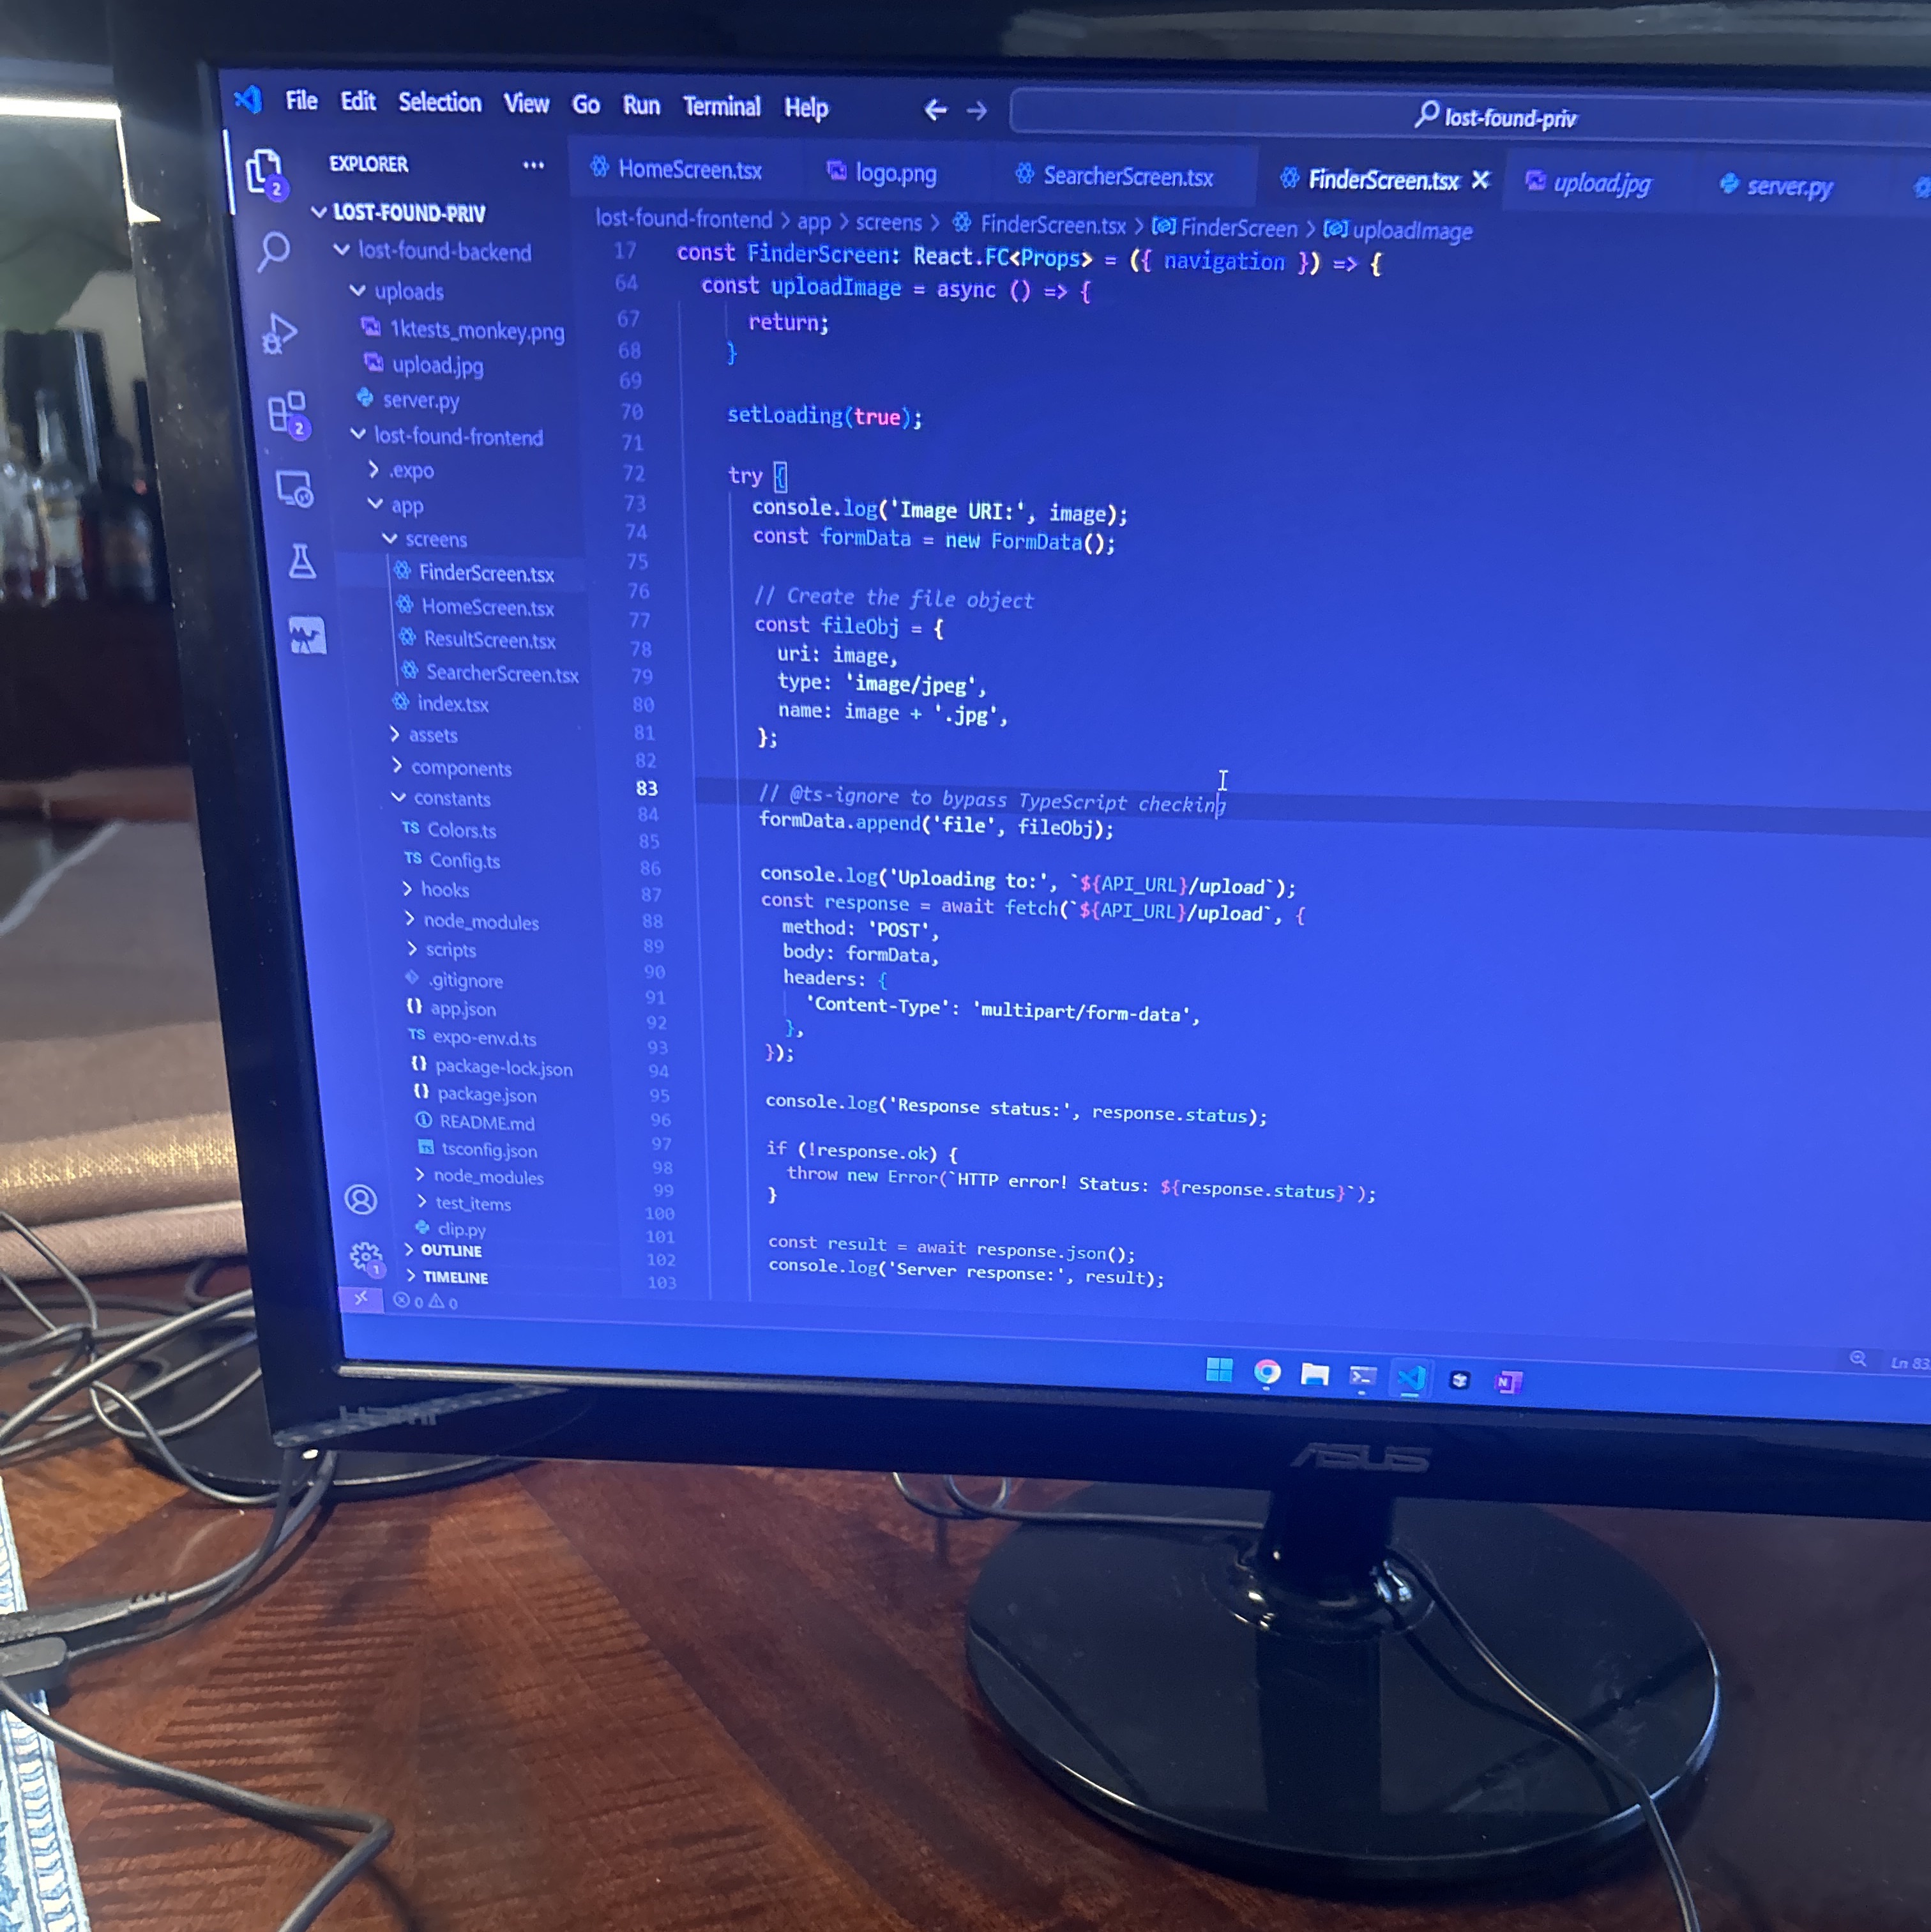 File Edit Selection View Go Run Terminal Help
lost-found-priv
EXPLORER
HomeScreen.tsx
logo.png
SearcherScreen.tsx
FinderScreen.tsx
upload.jpg
server.py
2
LOST-FOUND-PRIV
lost-found-backend
uploads
1ktests_monkey.png
upload.jpg
server.py
2
lost-found-frontend
.expo
app
screens
FinderScreen.tsx
HomeScreen.tsx
ResultScreen.tsx
SearcherScreen.tsx
index.tsx
assets
components
constants
TS Colors.ts
TS Config.ts
hooks
node_modules
scripts
.gitignore
{} app.json
TS expo-env.d.ts
{} package-lock.json
{} package.json
README.md
tsconfig.json
node_modules
test_items
clip.py
OUTLINE
1
TIMELINE
0 0
lost-found-frontend > app > screens > FinderScreen.tsx > FinderScreen > uploadImage
17 const FinderScreen: React.FC<Props> = ({ navigation }) => {
64 const uploadImage = async () => {
67 return;
68 }
69
70 setLoading(true);
71
72 try {
73 console.log('Image URI:', image);
74 const formData = new FormData();
75
76 // Create the file object
77 const fileObj = {
78 uri: image,
79 type: 'image/jpeg',
80 name: image + '.jpg',
81 };
82
83 // @ts-ignore to bypass TypeScript checking
84 formData.append('file', fileObj);
85
86 console.log('Uploading to:', `${API_URL}/upload`);
87 const response = await fetch(`${API_URL}/upload`, {
88 method: 'POST',
89 body: formData,
90 headers: {
91 'Content-Type': 'multipart/form-data',
92 },
93 });
94
95 console.log('Response status:', response.status);
96
97 if (!response.ok) {
98 throw new Error(`HTTP error! Status: ${response.status}`);
99 }
100
101 const result = await response.json();
102 console.log('Server response:', result);
103
Ln 83
HDMI
ASUS